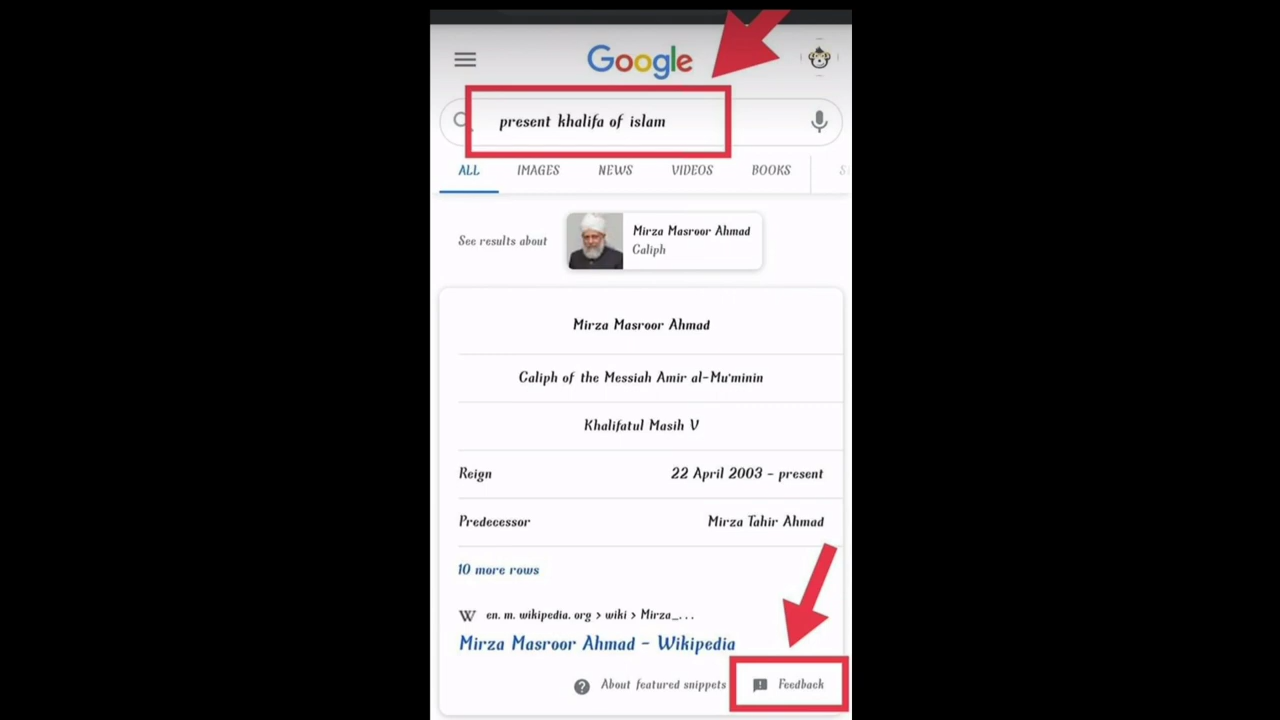 Google
present khalifa of islam
ALL IMAGES NEWS VIDEOS BOOKS
See results about
Mirza Masroor Ahmad
Caliph
Mirza Masroor Ahmad
Caliph of the Messiah Amir al-Mu'minin
Khalifatul Masih V
Reign 22 April 2003 - present
Predecessor Mirza Tahir Ahmad
10 more rows
W en. m. wikipedia. org > wiki > Mirza_...
Mirza Masroor Ahmad - Wikipedia
About featured snippets Feedback